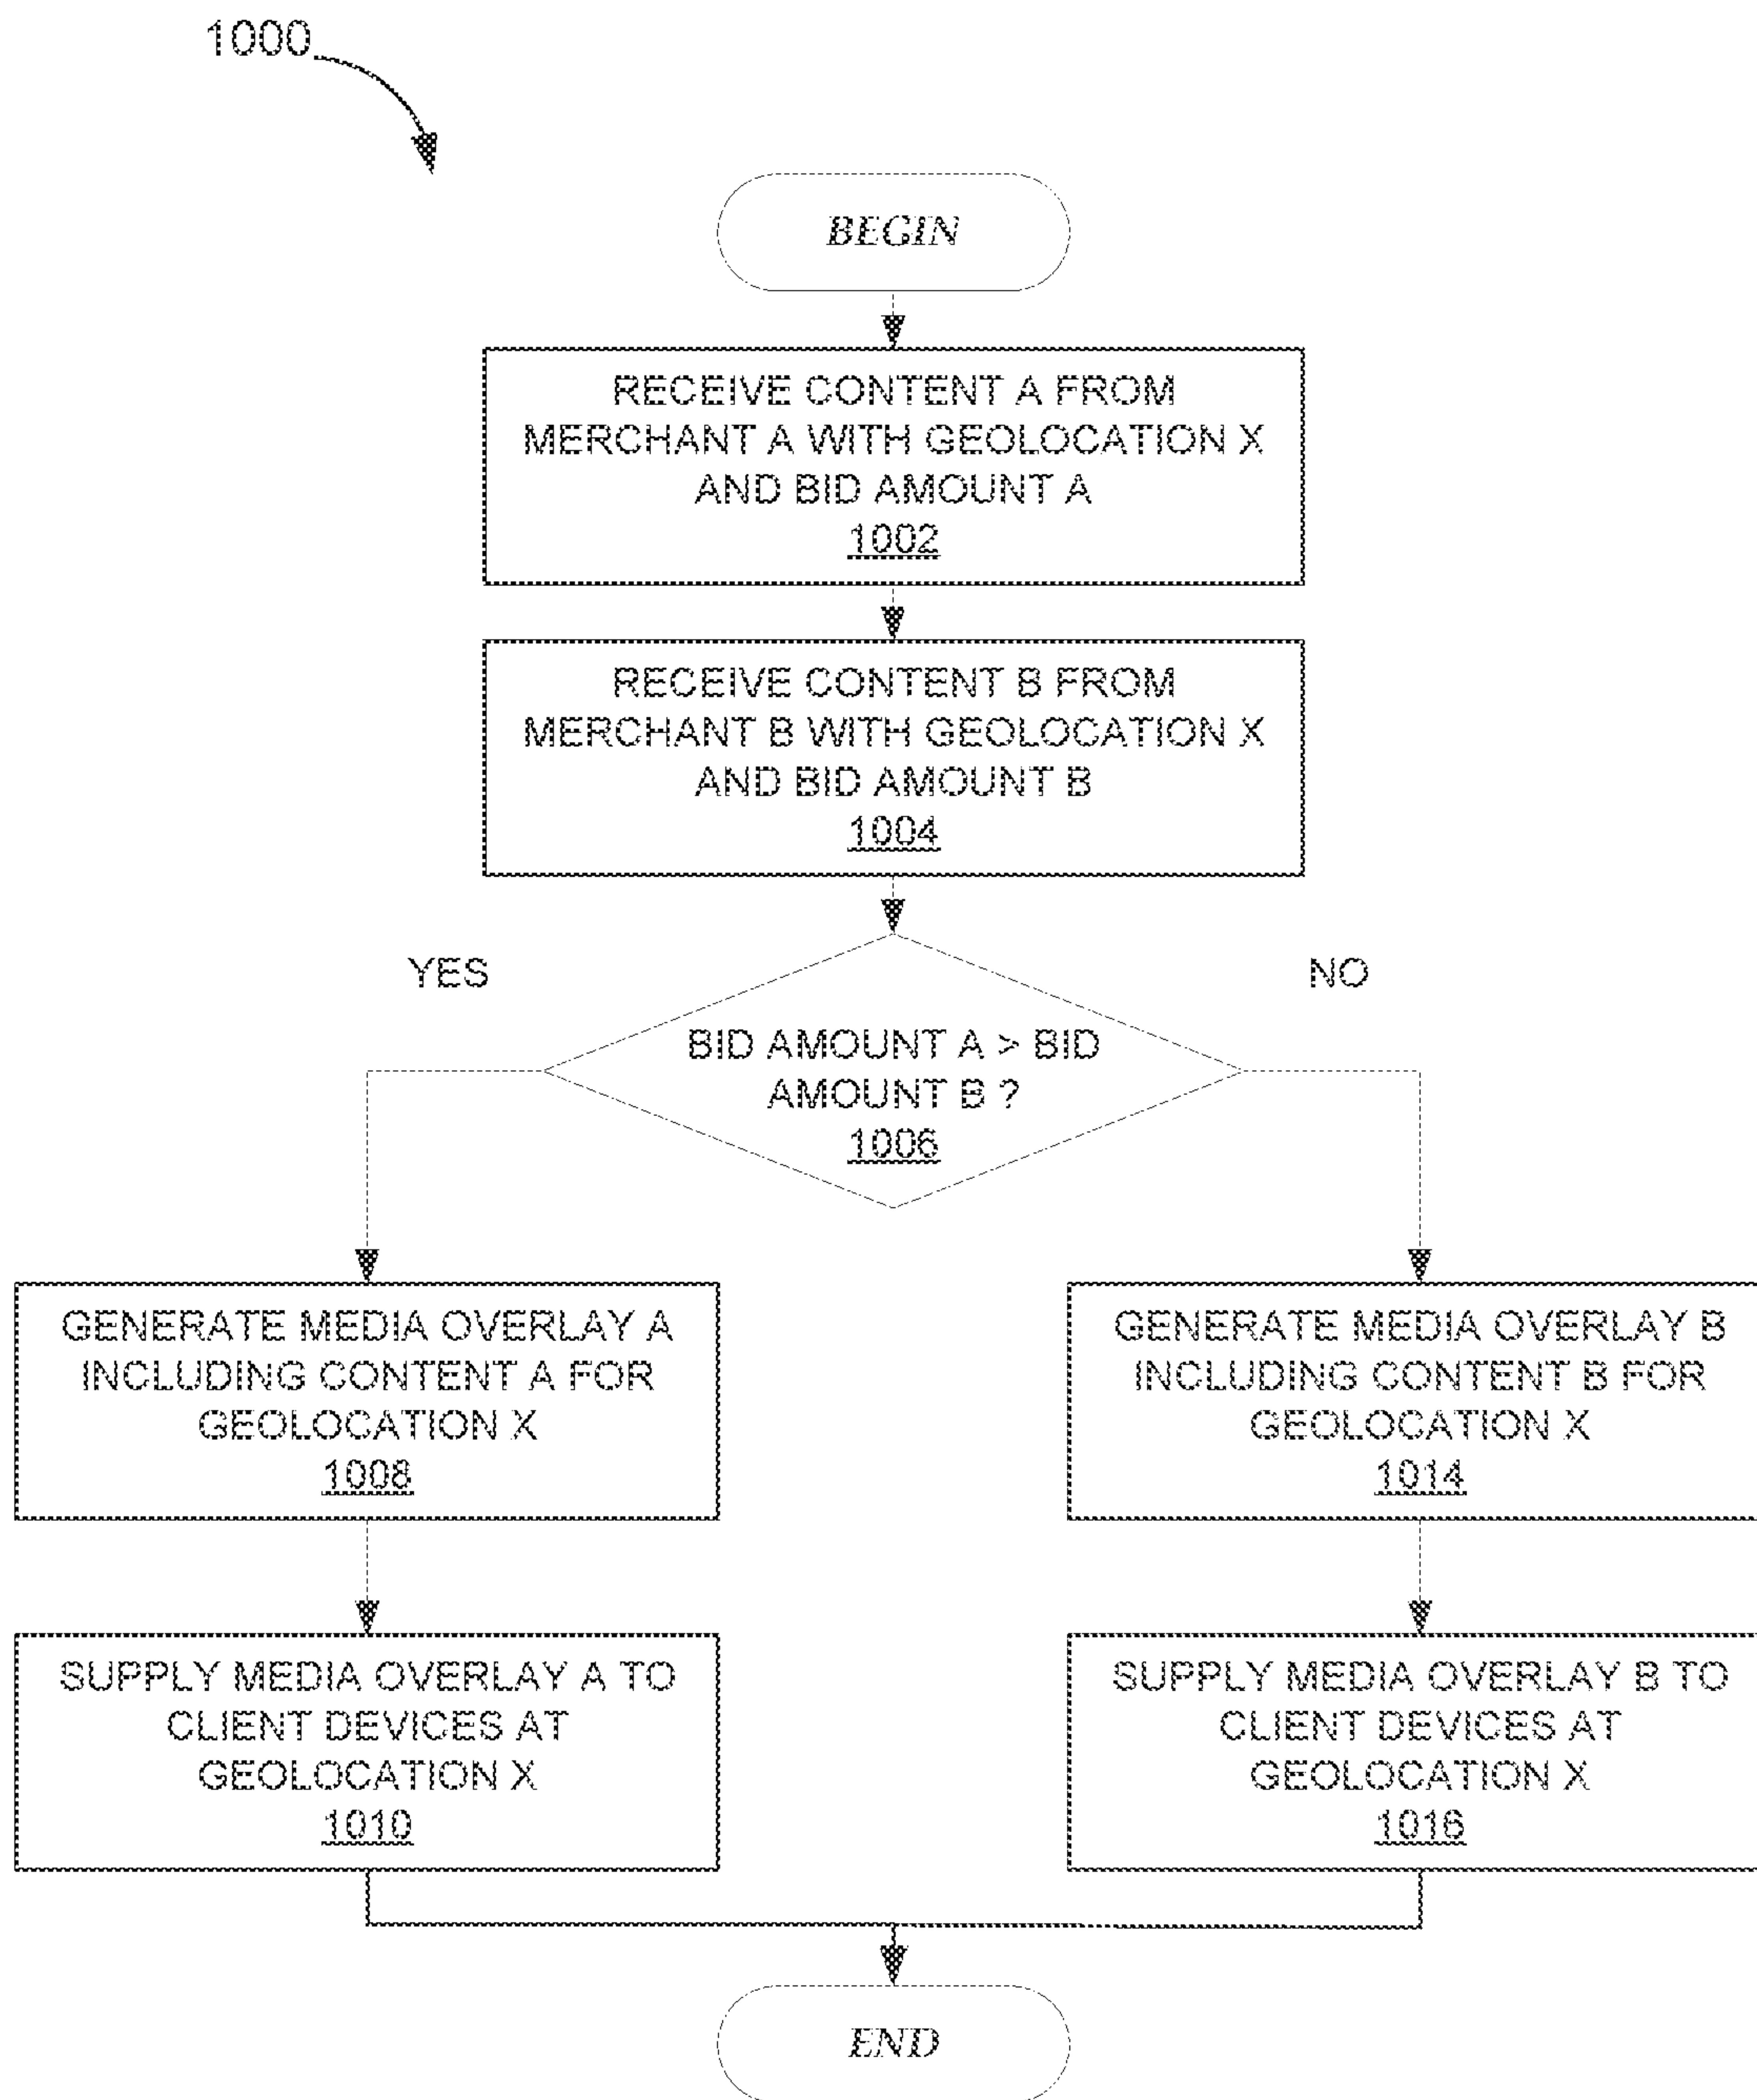 1000
BEGIN
RECEIVE CONTENT A FROM
MERCHANT A WITH GEOLOCATION X
AND BID AMOUNT A
1002
RECEIVE CONTENT B FROM
MERCHANT B WITH GEOLOCATION X
AND BID AMOUNT B
1004
YES
NO
BID AMOUNT A > BID
AMOUNT B ?
1006
GENERATE MEDIA OVERLAY A
INCLUDING CONTENT A FOR
GEOLOCATION X
1008
GENERATE MEDIA OVERLAY B
INCLUDING CONTENT B FOR
GEOLOCATION X
1014
SUPPLY MEDIA OVERLAY A TO
CLIENT DEVICES AT
GEOLOCATION X
1010
SUPPLY MEDIA OVERLAY B TO
CLIENT DEVICES AT
GEOLOCATION X
1016
END